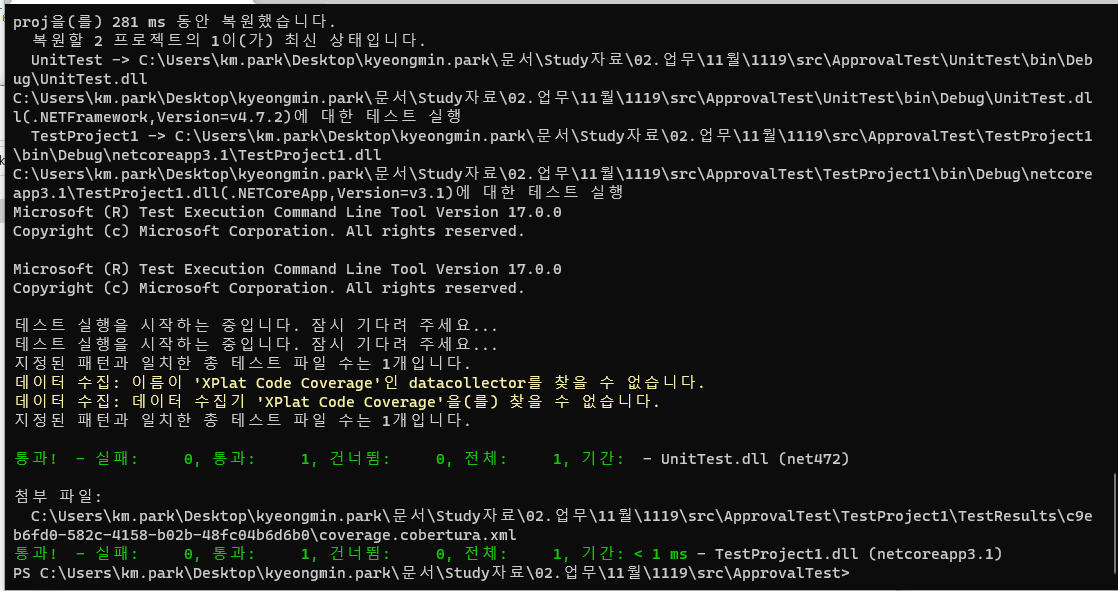 proj을(를) 281 ms 동안 복원했습니다.
복원할 2 프로젝트의 1이(가) 최신 상태입니다.
UnitTest -> C:\Users\km.park\Desktop\kyeongmin.park\문서\Study자료\02.업무\11월\1119\src\ApprovalTest\UnitTest\bin\Deb
ug\UnitTest.dll
C:\Users\km.park\Desktop\kyeongmin.park\문서\Study자료\02.업무\11월\1119\src\ApprovalTest\UnitTest\bin\Debug\UnitTest.dl
l(.NETFramework,Version=v4.7.2)에 대한 테스트 실행
TestProject1 -> C:\Users\km.park\Desktop\kyeongmin.park\문서\Study자료\02.업무\11월\1119\src\ApprovalTest\TestProject1
\bin\Debug\netcoreapp3.1\TestProject1.dll
C:\Users\km.park\Desktop\kyeongmin.park\문서\Study자료\02.업무\11월\1119\src\ApprovalTest\TestProject1\bin\Debug\netcore
app3.1\TestProject1.dll(.NETCoreApp,Version=v3.1)에 대한 테스트 실행
Microsoft (R) Test Execution Command Line Tool Version 17.0.0
Copyright (c) Microsoft Corporation. All rights reserved.
Microsoft (R) Test Execution Command Line Tool Version 17.0.0
Copyright (c) Microsoft Corporation. All rights reserved.
테스트 실행을 시작하는 중입니다. 잠시 기다려 주세요...
테스트 실행을 시작하는 중입니다. 잠시 기다려 주세요...
지정된 패턴과 일치한 총 테스트 파일 수는 1개입니다.
데이터 수집: 이름이 'XPlat Code Coverage'인 datacollector를 찾을 수 없습니다.
데이터 수집: 데이터 수집기 'XPlat Code Coverage'을(를) 찾을 수 없습니다.
지정된 패턴과 일치한 총 테스트 파일 수는 1개입니다.
통과! - 실패: 0, 통과: 1, 건너뜀: 0, 전체: 1, 기간: - UnitTest.dll (net472)
첨부 파일:
C:\Users\km.park\Desktop\kyeongmin.park\문서\Study자료\02.업무\11월\1119\src\ApprovalTest\TestProject1\TestResults\c9e
b6fd0-582c-4158-b02b-48fc04b6d6b0\coverage.cobertura.xml
통과! - 실패: 0, 통과: 1, 건너뜀: 0, 전체: 1, 기간: < 1 ms - TestProject1.dll (netcoreapp3.1)
PS C:\Users\km.park\Desktop\kyeongmin.park\문서\Study자료\02.업무\11월\1119\src\ApprovalTest>